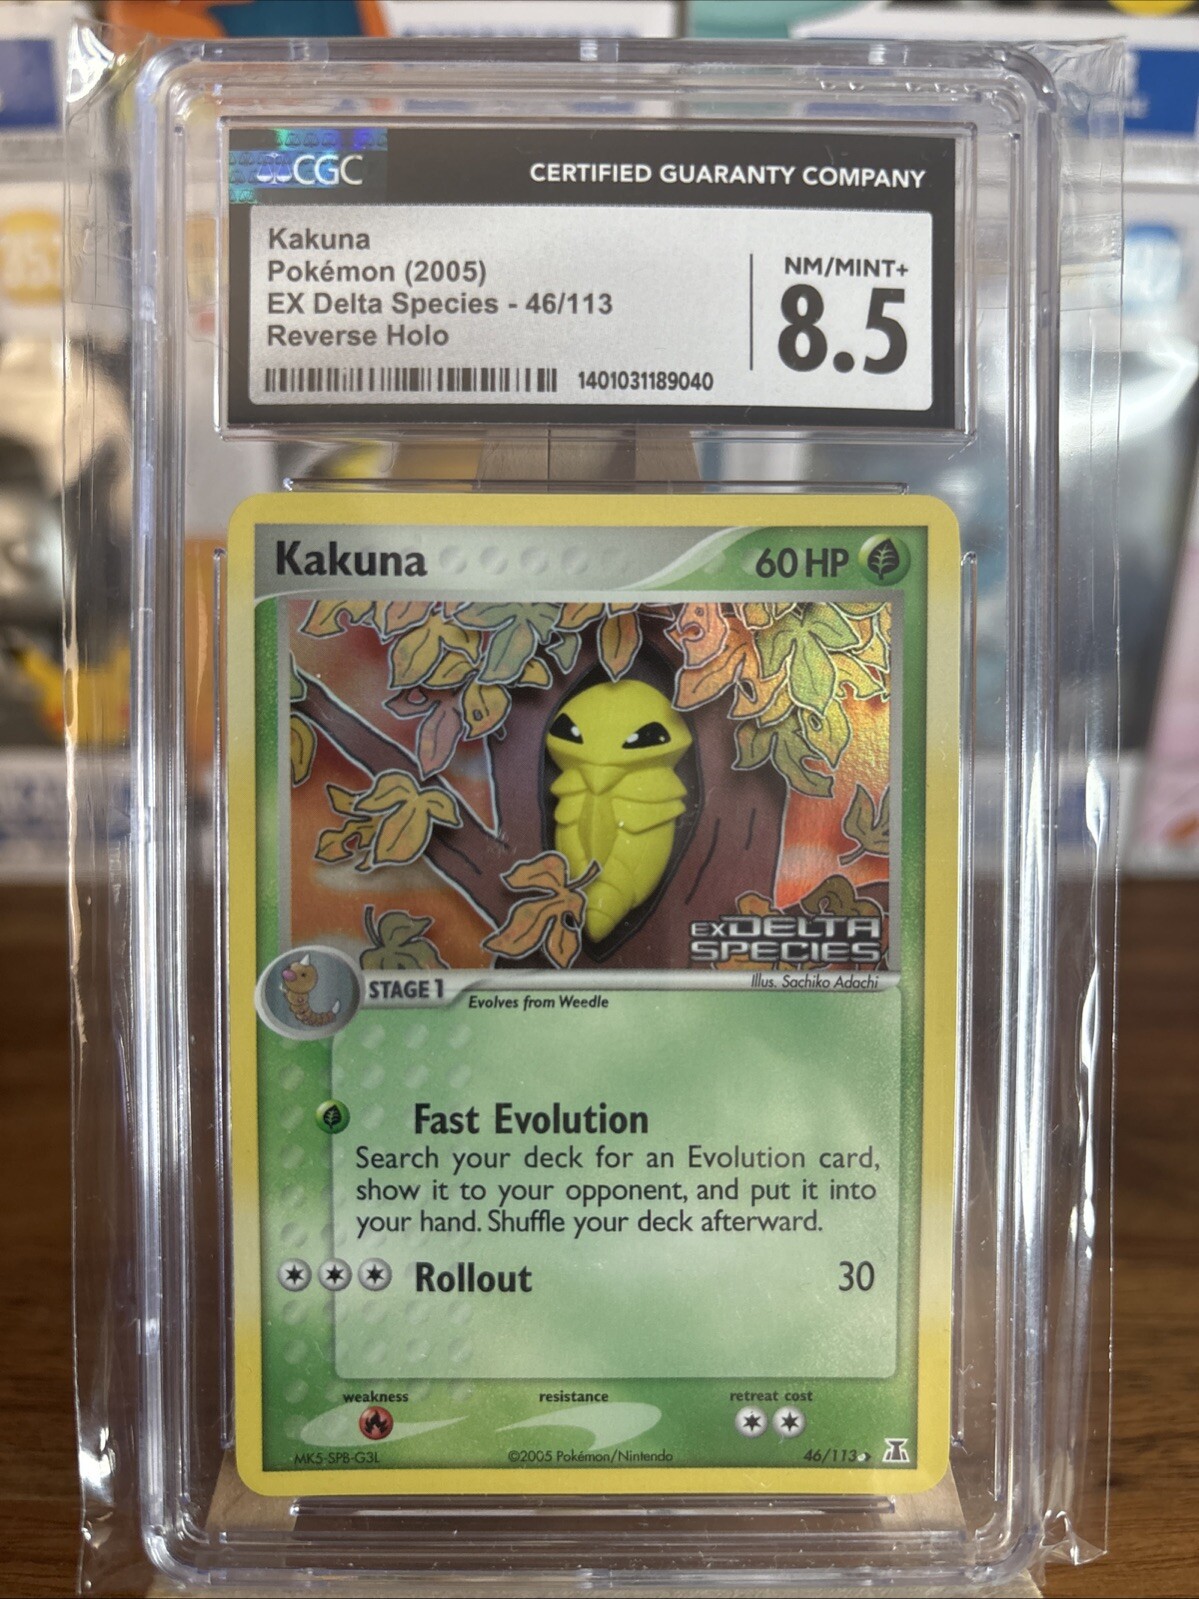 CGC
CERTIFIED GUARANTY COMPANY
Kakuna
Pokémon (2005)
EX Delta Species - 46/113
Reverse Holo
1401031189040
NM/MINT+
8.5
Kakuna
60 HP
EX DELTA
SPECIES
Illus. Sachiko Adachi
STAGE 1
Evolves from Weedle
Fast Evolution
Search your deck for an Evolution card,
show it to your opponent, and put it into
your hand. Shuffle your deck afterward.
Rollout 30
weakness resistance retreat cost
MK5-SPB-G3L ©2005 Pokémon/Nintendo 46/113